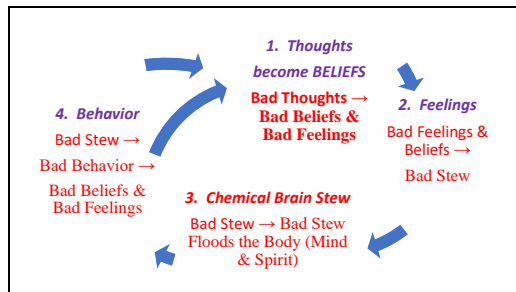 1. Thoughts
become BELIEFS
Bad Thoughts →
Bad Beliefs &
Bad Feelings
2. Feelings
Bad Feelings &
Beliefs →
Bad Stew
3. Chemical Brain Stew
Bad Stew → Bad Stew
Floods the Body (Mind
& Spirit)
4. Behavior
Bad Stew →
Bad Behavior →
Bad Beliefs &
Bad Feelings